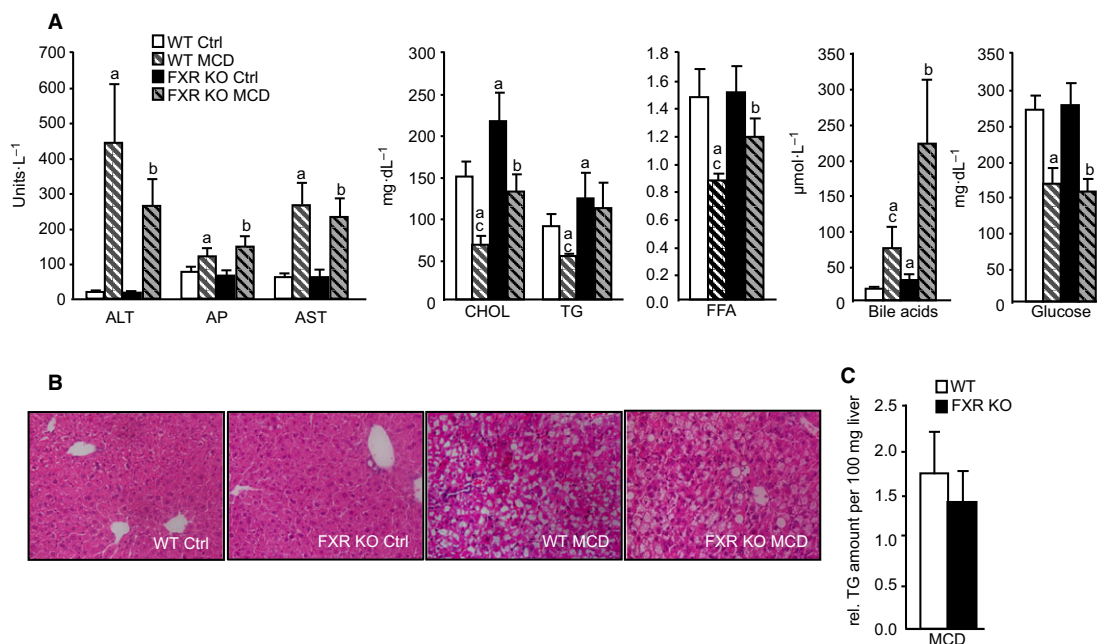 A
WT Ctrl
WT MCD
FXR KO Ctrl
FXR KO MCD
Units·L⁻¹
700
600
500
400
300
200
100
0
a
b
a
b
a
b
ALT
AP
AST
mg·dL⁻¹
300
250
200
150
100
50
0
a
c
a
b
a
c
a
CHOL
TG
1.8
1.6
1.4
1.2
1.0
0.8
0.6
0.4
0.2
0.0
a
c
b
FFA
μmol·L⁻¹
350
300
250
200
150
100
50
0
a
c
a
b
Bile acids
mg·dL⁻¹
350
300
250
200
150
100
50
0
a
b
Glucose
B
WT Ctrl
FXR KO Ctrl
WT MCD
FXR KO MCD
C
WT
FXR KO
rel. TG amount per 100 mg liver
2.5
2.0
1.5
1.0
0.5
0.0
MCD